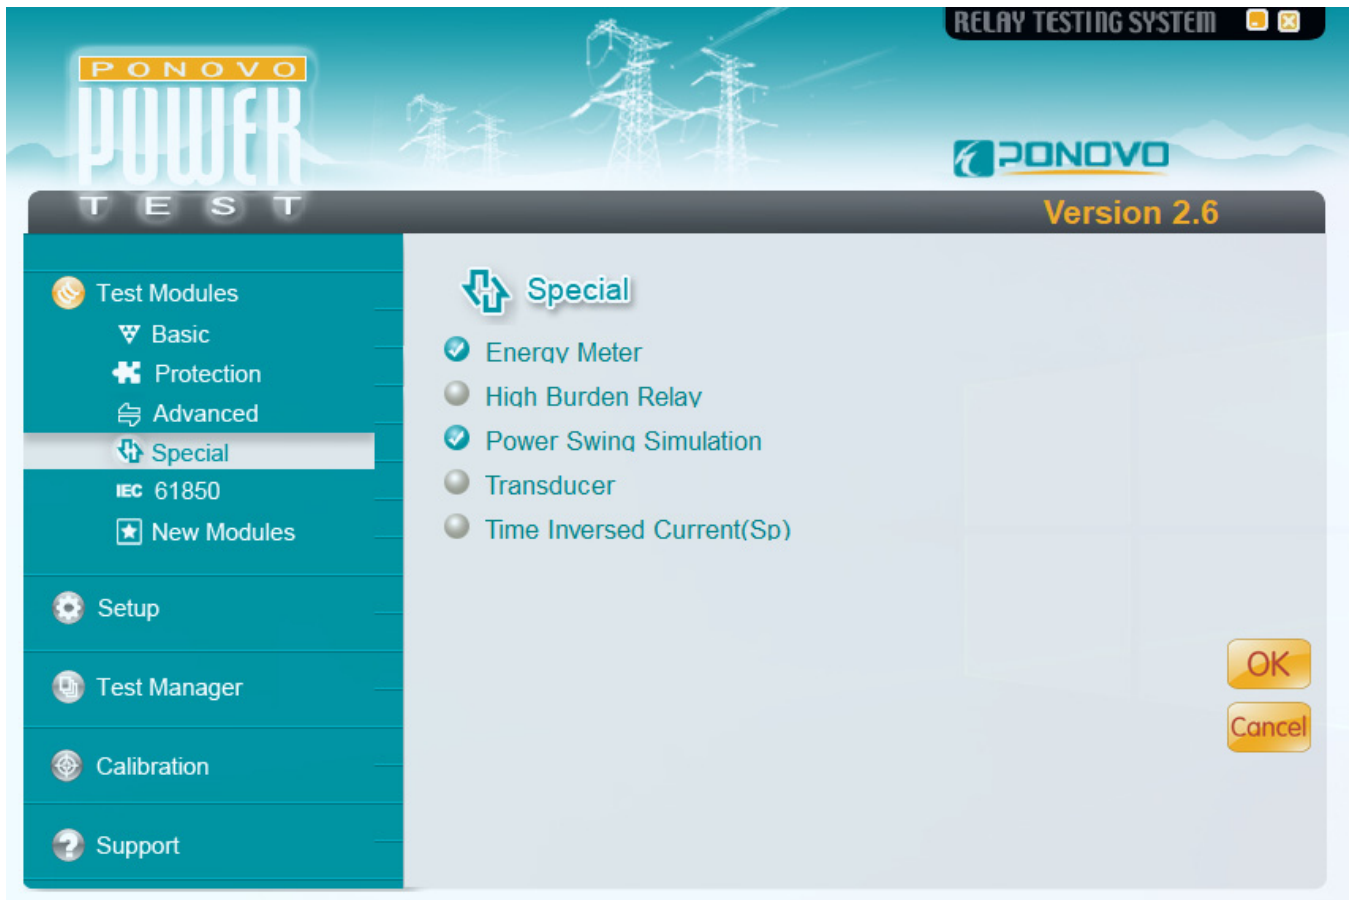 RELAY TESTING SYSTEM
PONOVO
POWER
TEST
PONOVO
Version 2.6
Test Modules
Basic
Protection
Advanced
Special
IEC 61850
New Modules
Setup
Test Manager
Calibration
Support
Special
Energy Meter
High Burden Relay
Power Swing Simulation
Transducer
Time Inversed Current(Sp)
OK
Cancel